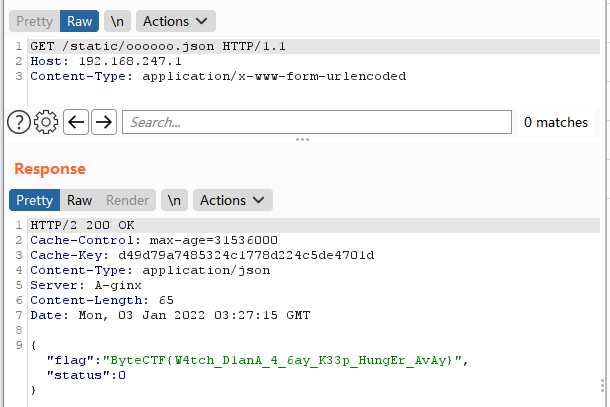 Pretty Raw \n Actions
1 GET /static/oooooo.json HTTP/1.1
2 Host: 192.168.247.1
3 Content-Type: application/x-www-form-urlencoded
? Search... 0 matches
Response
Pretty Raw Render \n Actions
1 HTTP/2 200 OK
2 Cache-Control: max-age=31536000
3 Cache-Key: d49d79a7485324c1778d224c5de4701d
4 Content-Type: application/json
5 Server: A-ginx
6 Content-Length: 65
7 Date: Mon, 03 Jan 2022 03:27:15 GMT
8
9 {
"flag":"ByteCTF{W4tch_D1anA_4_6ay_K33p_HungEr_AvAy}",
"status":0
}